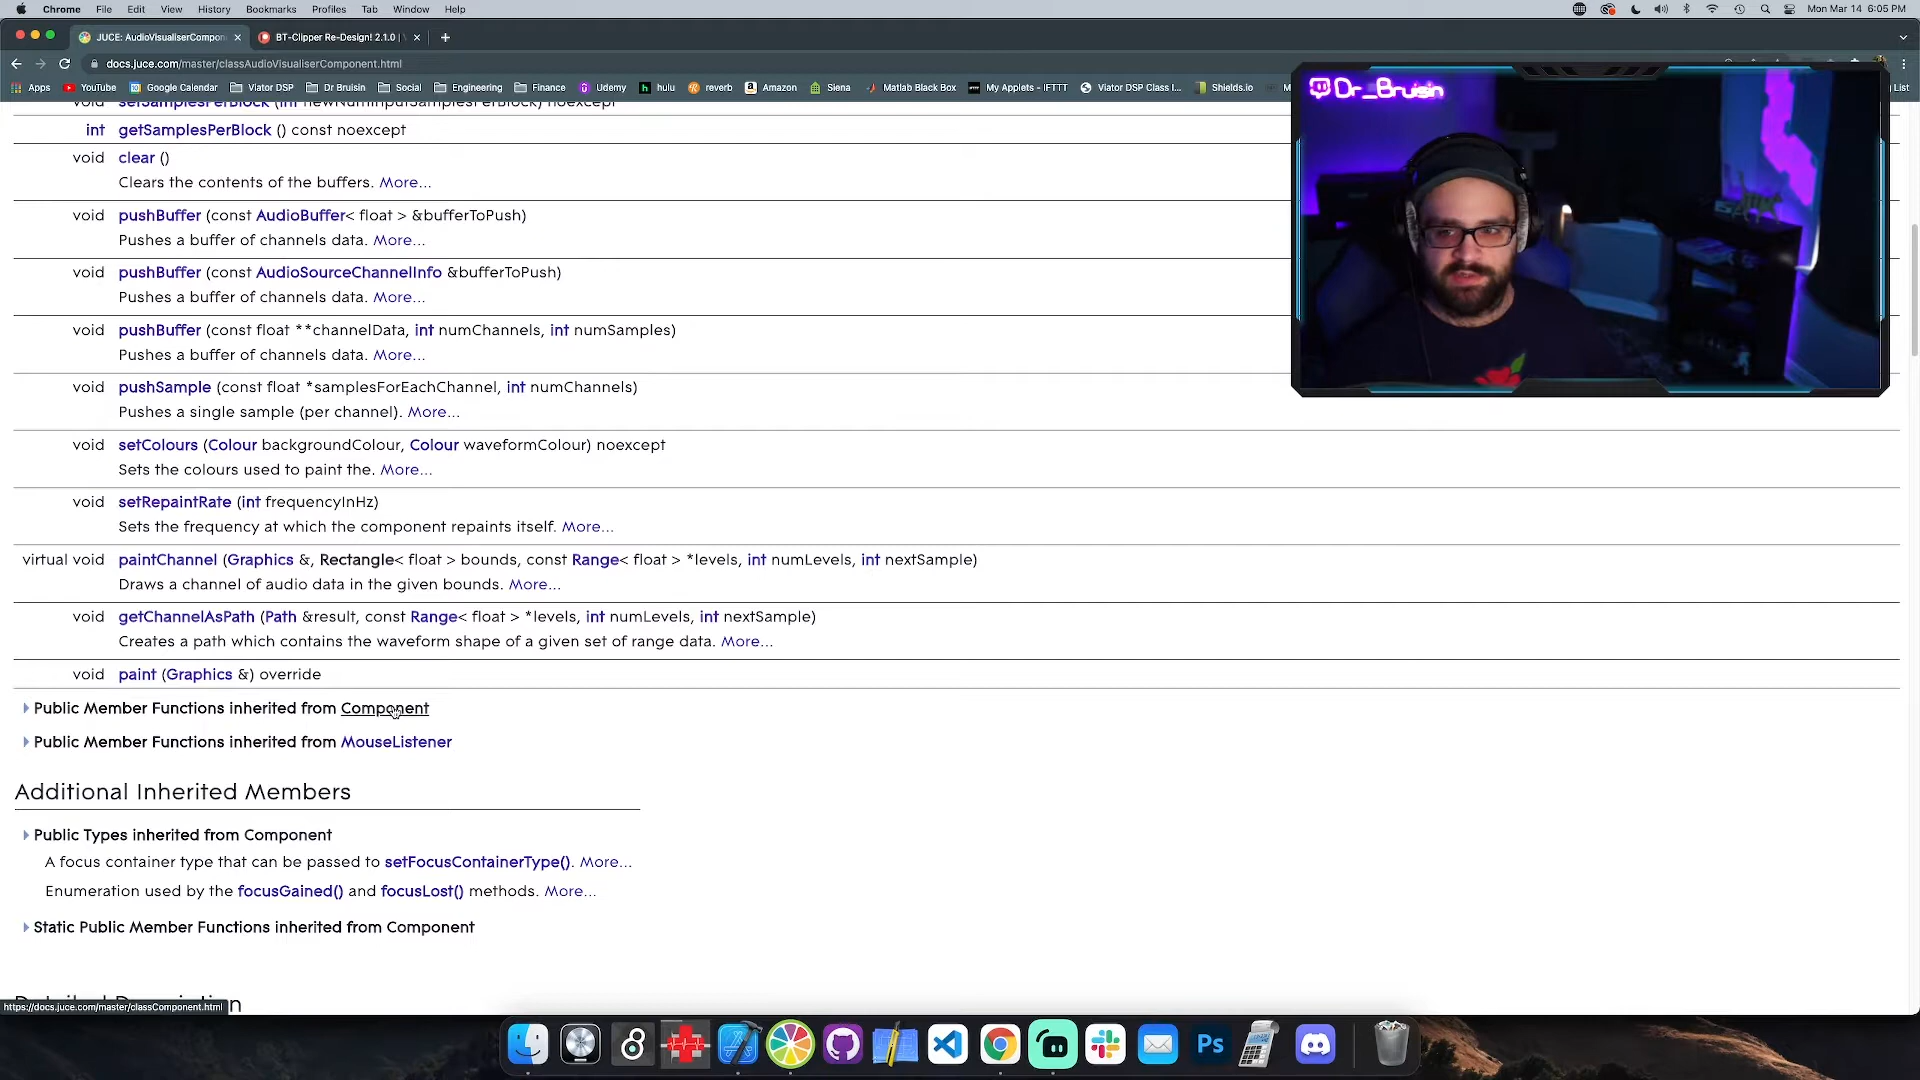 Chrome File Edit View History Bookmarks Profiles Tab Window Help Mon Mar 14 6:05 PM
JUCE: AudioVisualiserCompon BT-Clipper Re-Design! 2.1.0 |
docs.juce.com/master/classAudioVisualiserComponent.html
Apps YouTube Google Calendar Viator DSP Dr Bruisin Social Engineering Finance Udemy hulu reverb Amazon Siena Matlab Black Box My Applets - IFTTT Viator DSP Class I... Shields.io List
Dr_Bruisin
void setSamplesPerBlock (int newNumInputSamplesPerBlock) noexcept
int getSamplesPerBlock () const noexcept
void clear ()
Clears the contents of the buffers. More...
void pushBuffer (const AudioBuffer< float > &bufferToPush)
Pushes a buffer of channels data. More...
void pushBuffer (const AudioSourceChannelInfo &bufferToPush)
Pushes a buffer of channels data. More...
void pushBuffer (const float **channelData, int numChannels, int numSamples)
Pushes a buffer of channels data. More...
void pushSample (const float *samplesForEachChannel, int numChannels)
Pushes a single sample (per channel). More...
void setColours (Colour backgroundColour, Colour waveformColour) noexcept
Sets the colours used to paint the. More...
void setRepaintRate (int frequencyInHz)
Sets the frequency at which the component repaints itself. More...
virtual void paintChannel (Graphics &, Rectangle< float > bounds, const Range< float > *levels, int numLevels, int nextSample)
Draws a channel of audio data in the given bounds. More...
void getChannelAsPath (Path &result, const Range< float > *levels, int numLevels, int nextSample)
Creates a path which contains the waveform shape of a given set of range data. More...
void paint (Graphics &) override
Public Member Functions inherited from Component
Public Member Functions inherited from MouseListener
Additional Inherited Members
Public Types inherited from Component
A focus container type that can be passed to setFocusContainerType(). More...
Enumeration used by the focusGained() and focusLost() methods. More...
Static Public Member Functions inherited from Component
Detailed Description
https://docs.juce.com/master/classComponent.html
Ps